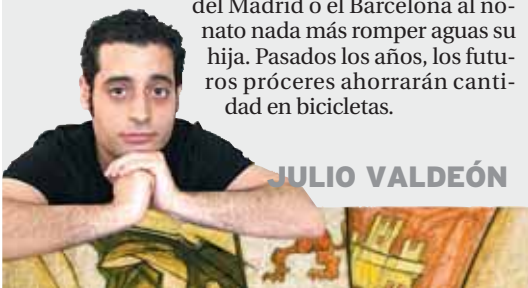 del Madrid o el Barcelona al no-
nato nada más romper aguas su
hija. Pasados los años, los futu-
ros próceres ahorrarán canti-
dad en bicicletas.
JULIO VALDEÓN